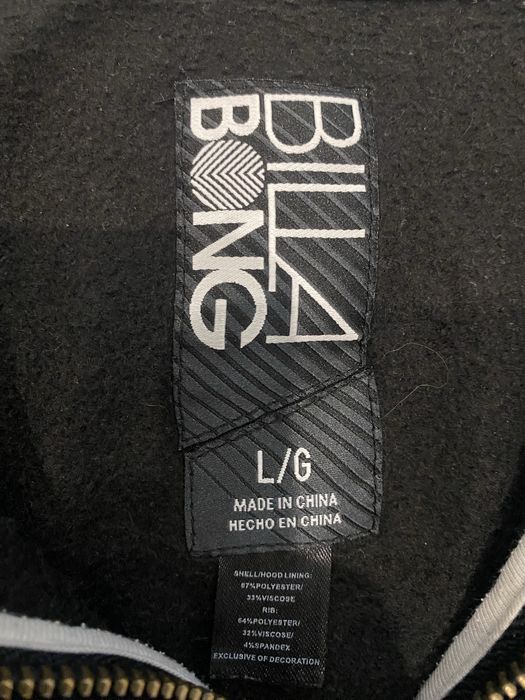 BILLA
BONG
L/G
MADE IN CHINA
HECHO EN CHINA
SHELL/HOOD LINING:
67%POLYESTER/
33%VISCOSE
RIB:
64%POLYESTER/
32%VISCOSE/
4%SPANDEX
EXCLUSIVE OF DECORATION